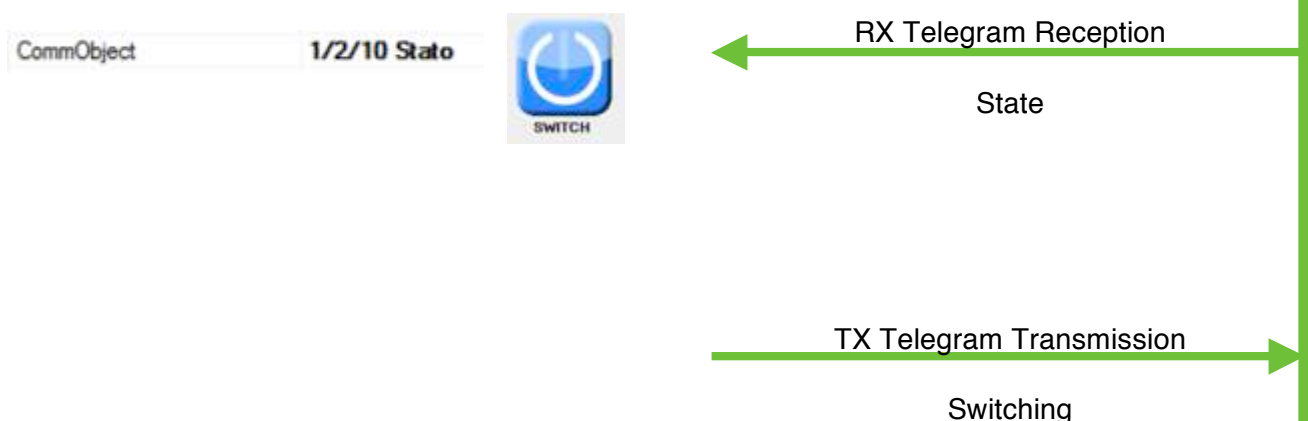 CommObject 1/2/10 Stato
SWITCH
RX Telegram Reception
State
TX Telegram Transmission
Switching